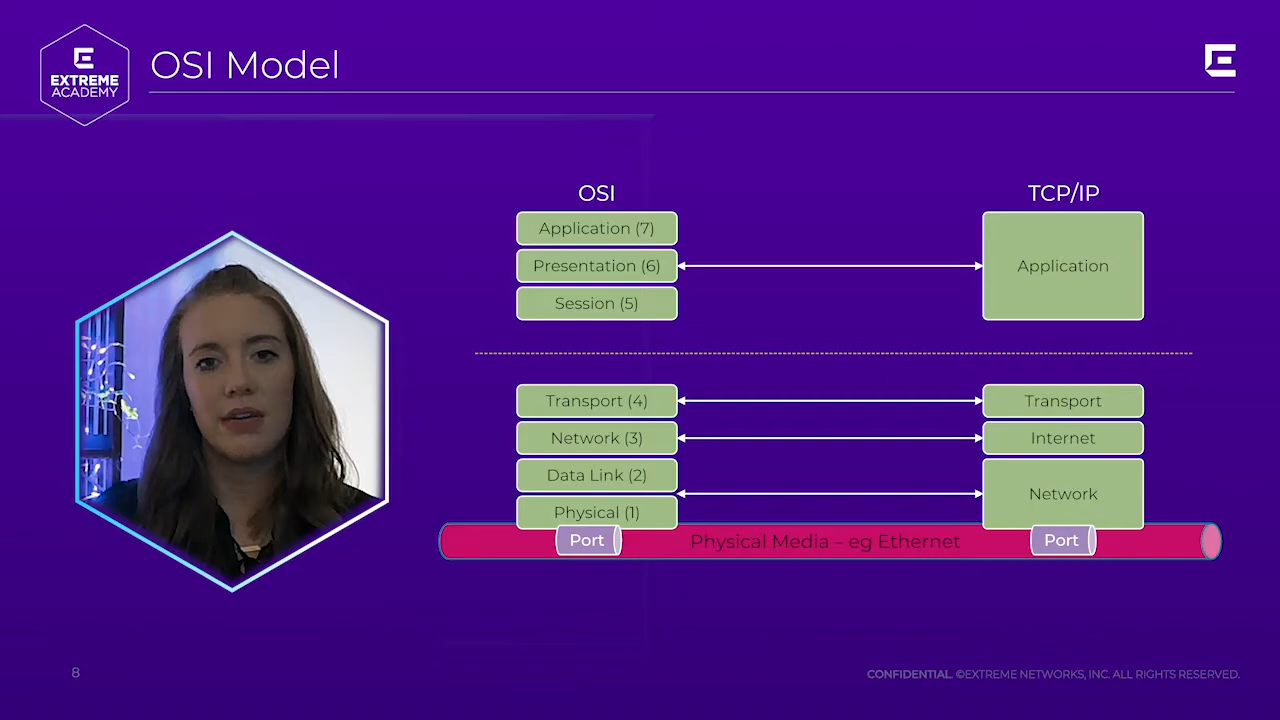 EXTREME
ACADEMY
OSI Model
OSI
TCP/IP
Application (7)
Presentation (6)
Session (5)
Application
Transport (4)
Transport
Network (3)
Internet
Data Link (2)
Physical (1)
Network
Port
Physical Media – eg Ethernet
Port
8
CONFIDENTIAL. ©EXTREME NETWORKS, INC. ALL RIGHTS RESERVED.